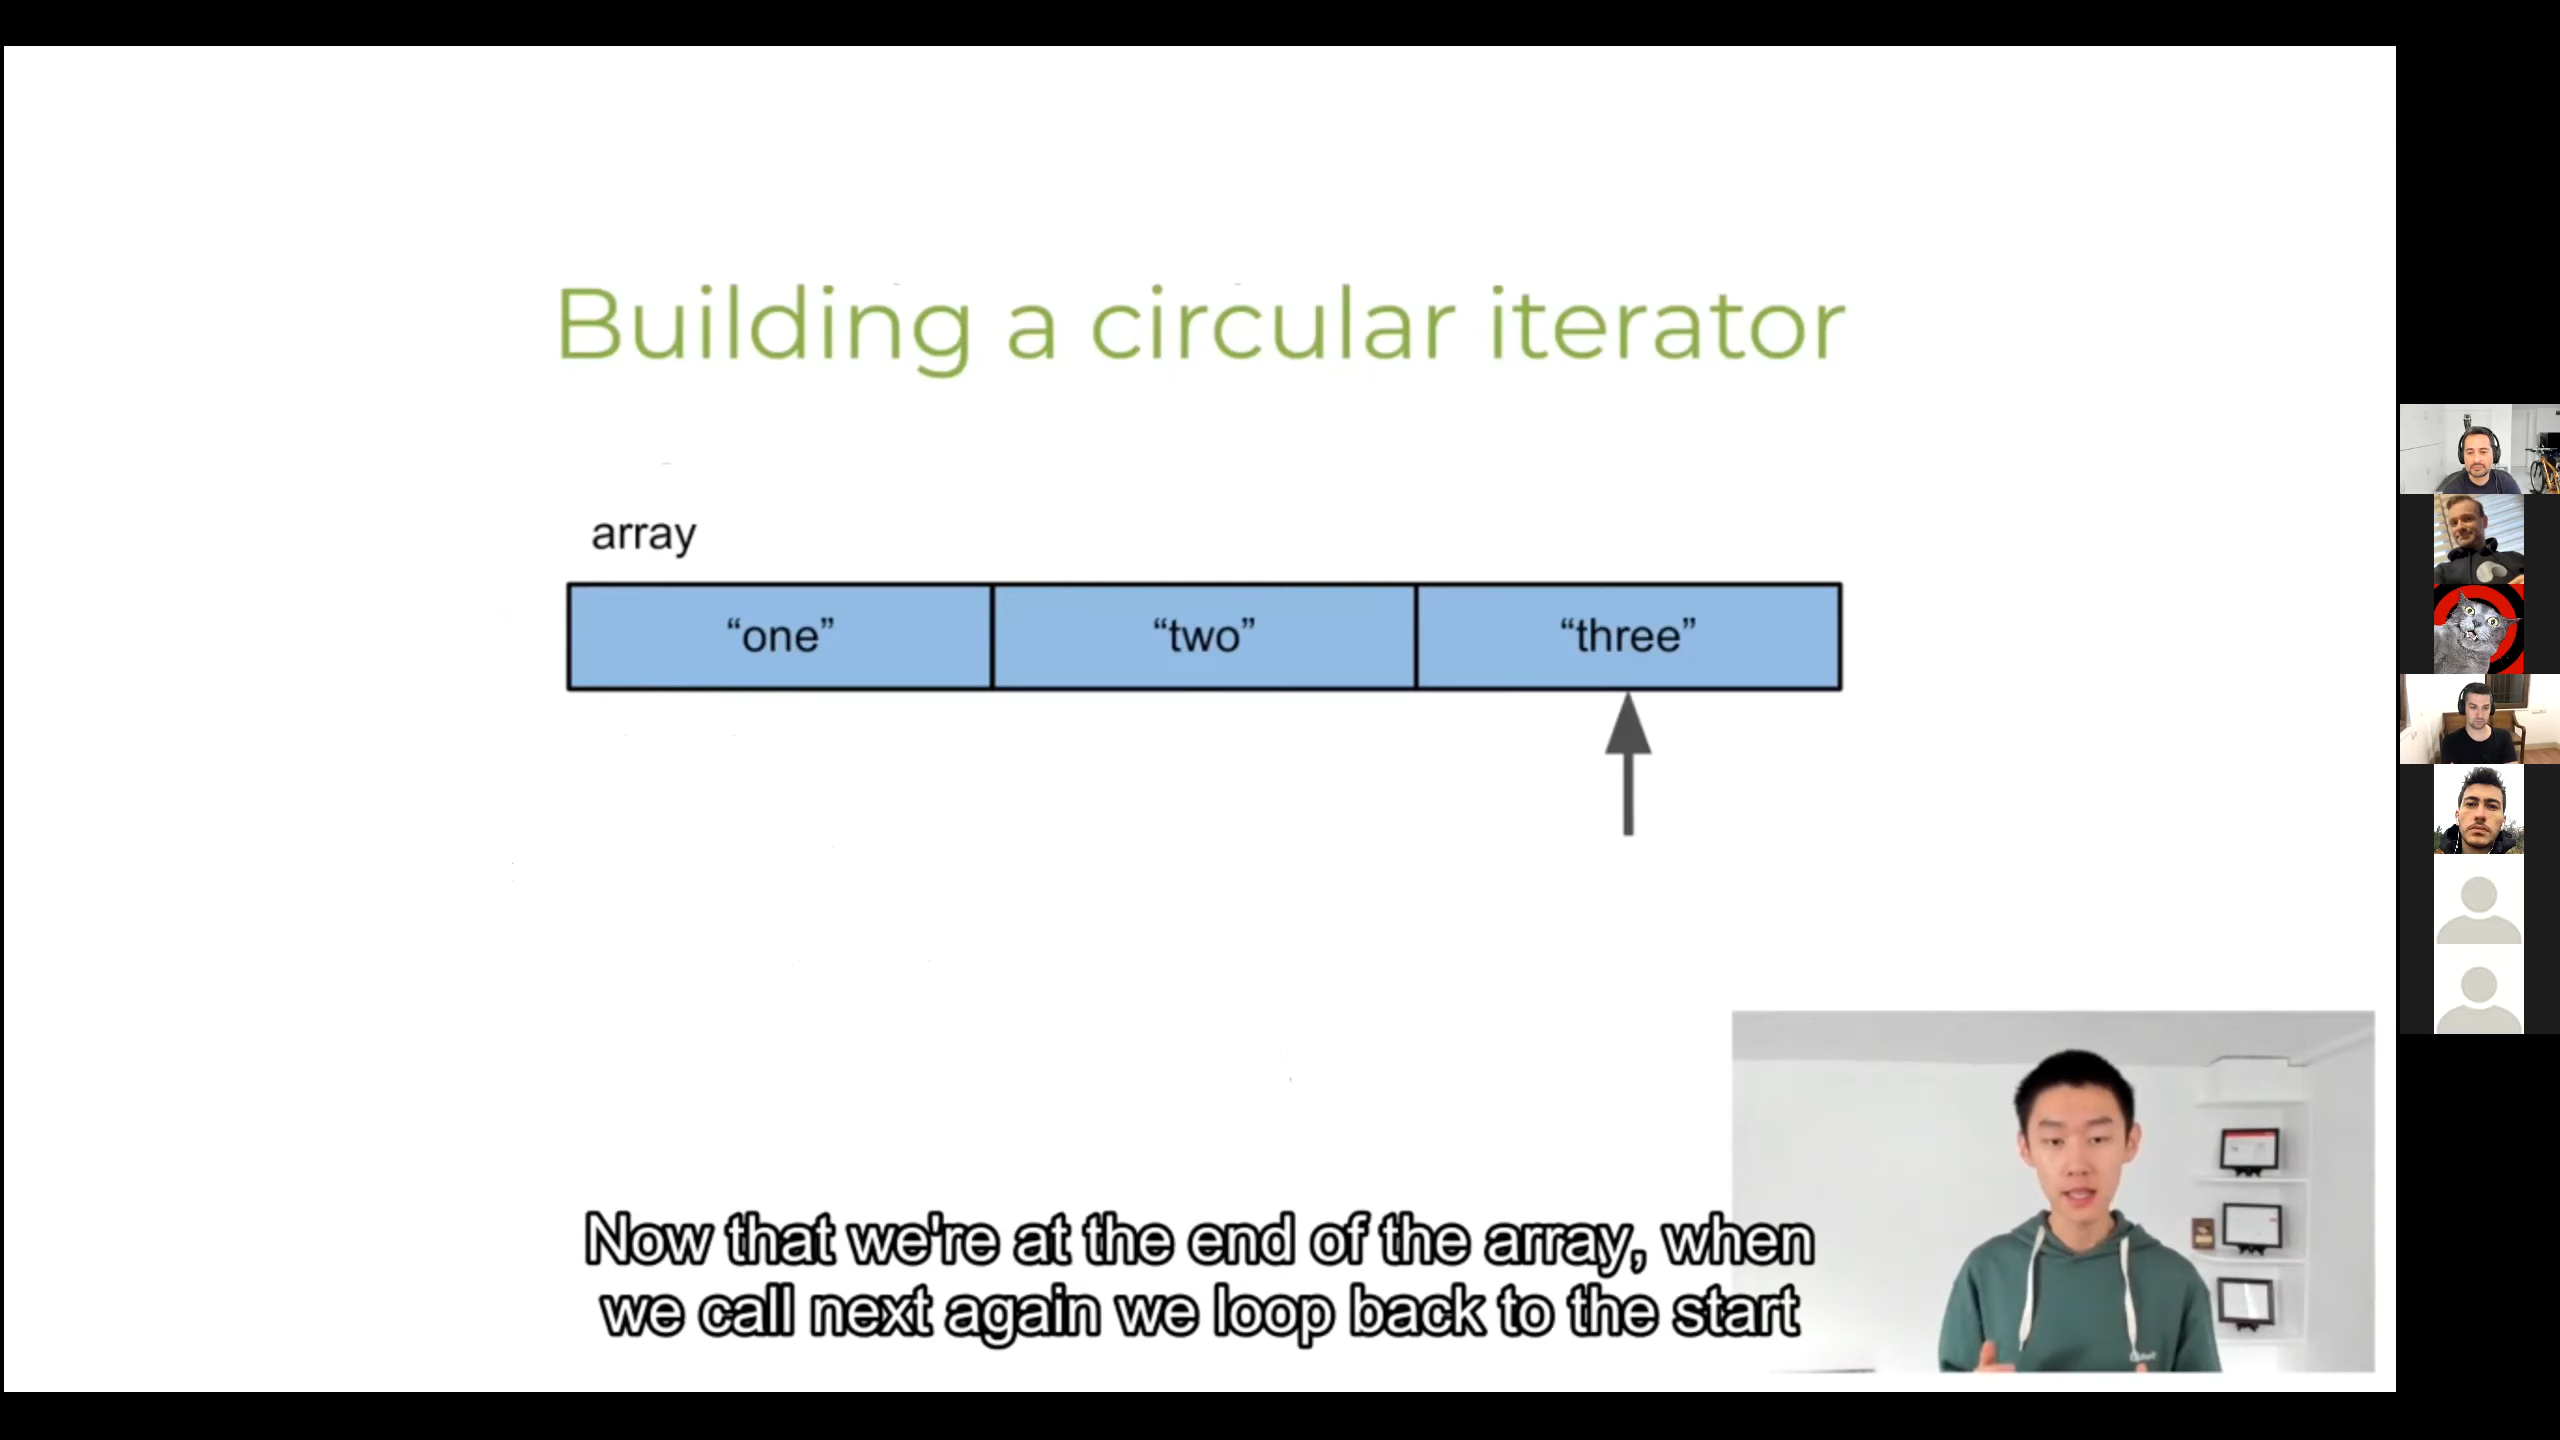 Building a circular iterator
array
“one” “two” “three”
Now that we're at the end of the array, when
we call next again we loop back to the start